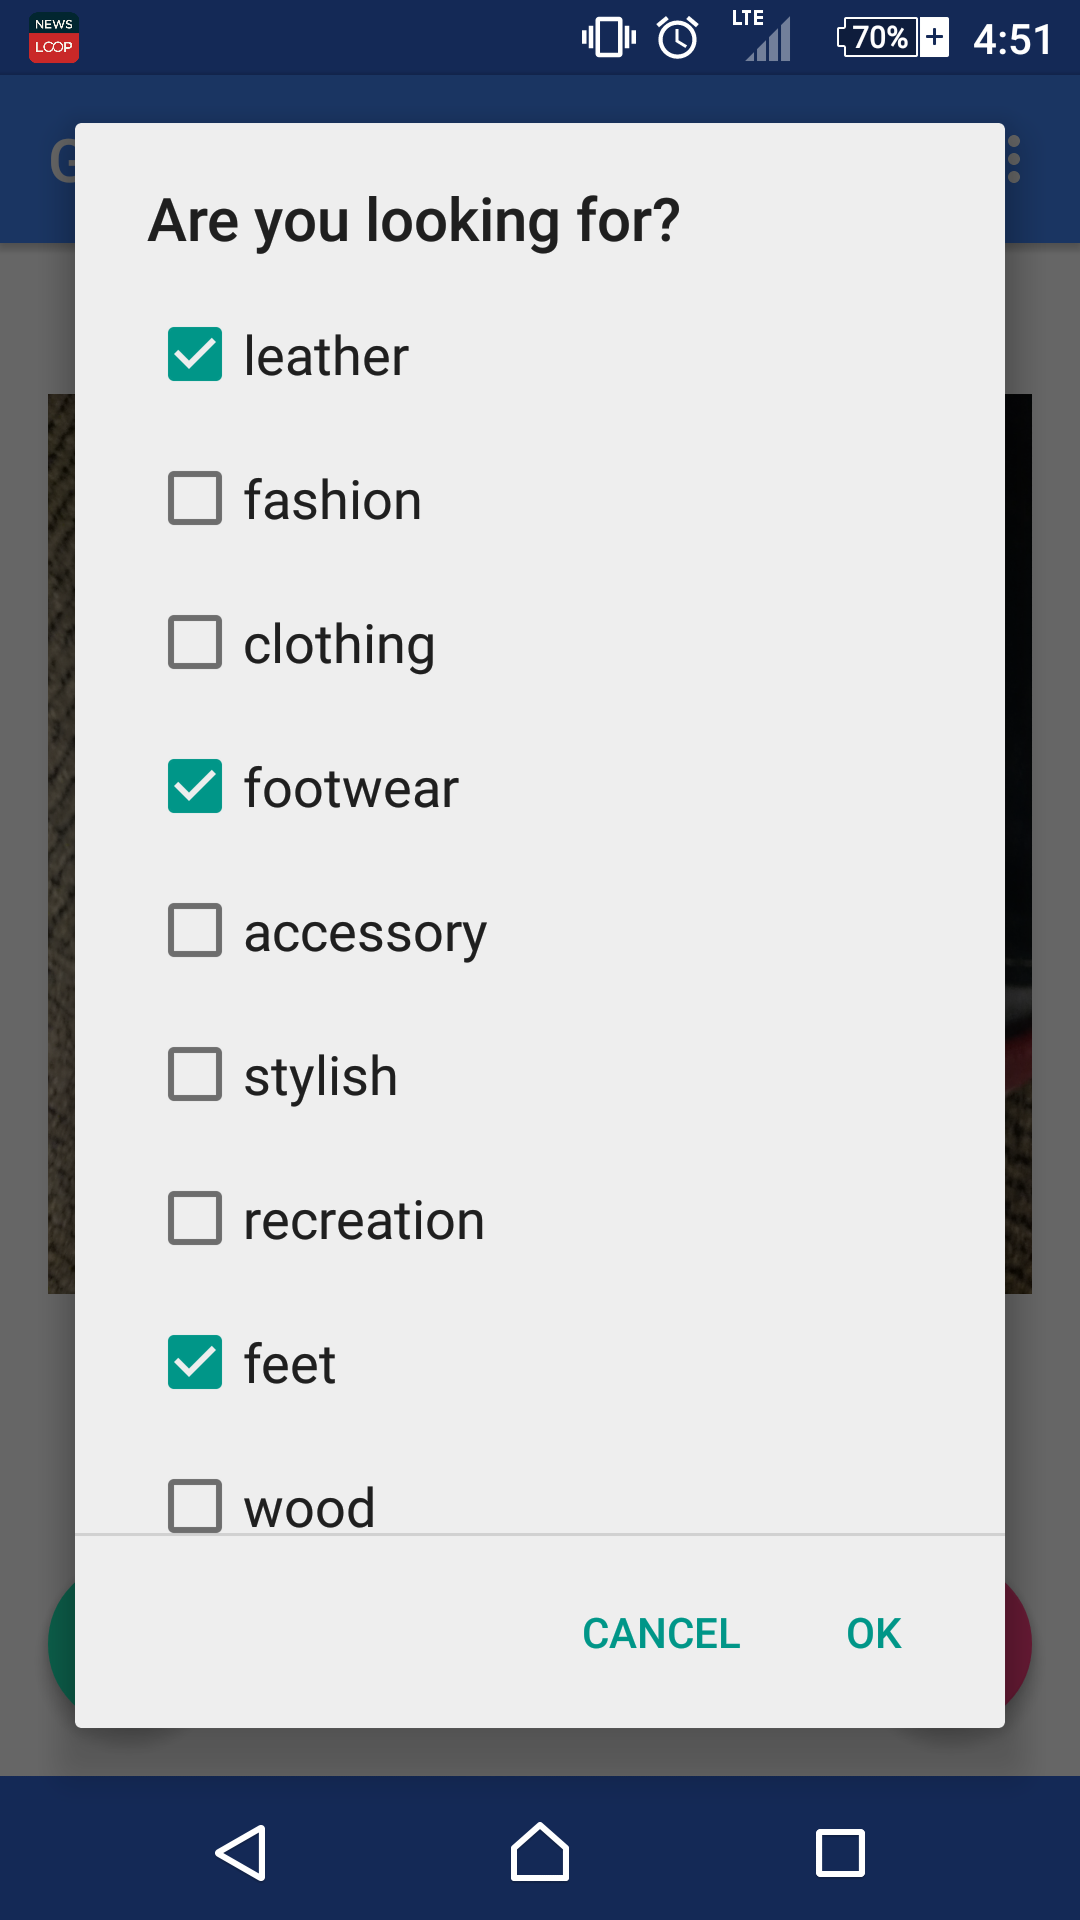 NEWS
LOOP
LTE
70%
4:51
G
Are you looking for?
leather
fashion
clothing
footwear
accessory
stylish
recreation
feet
wood
CANCEL
OK